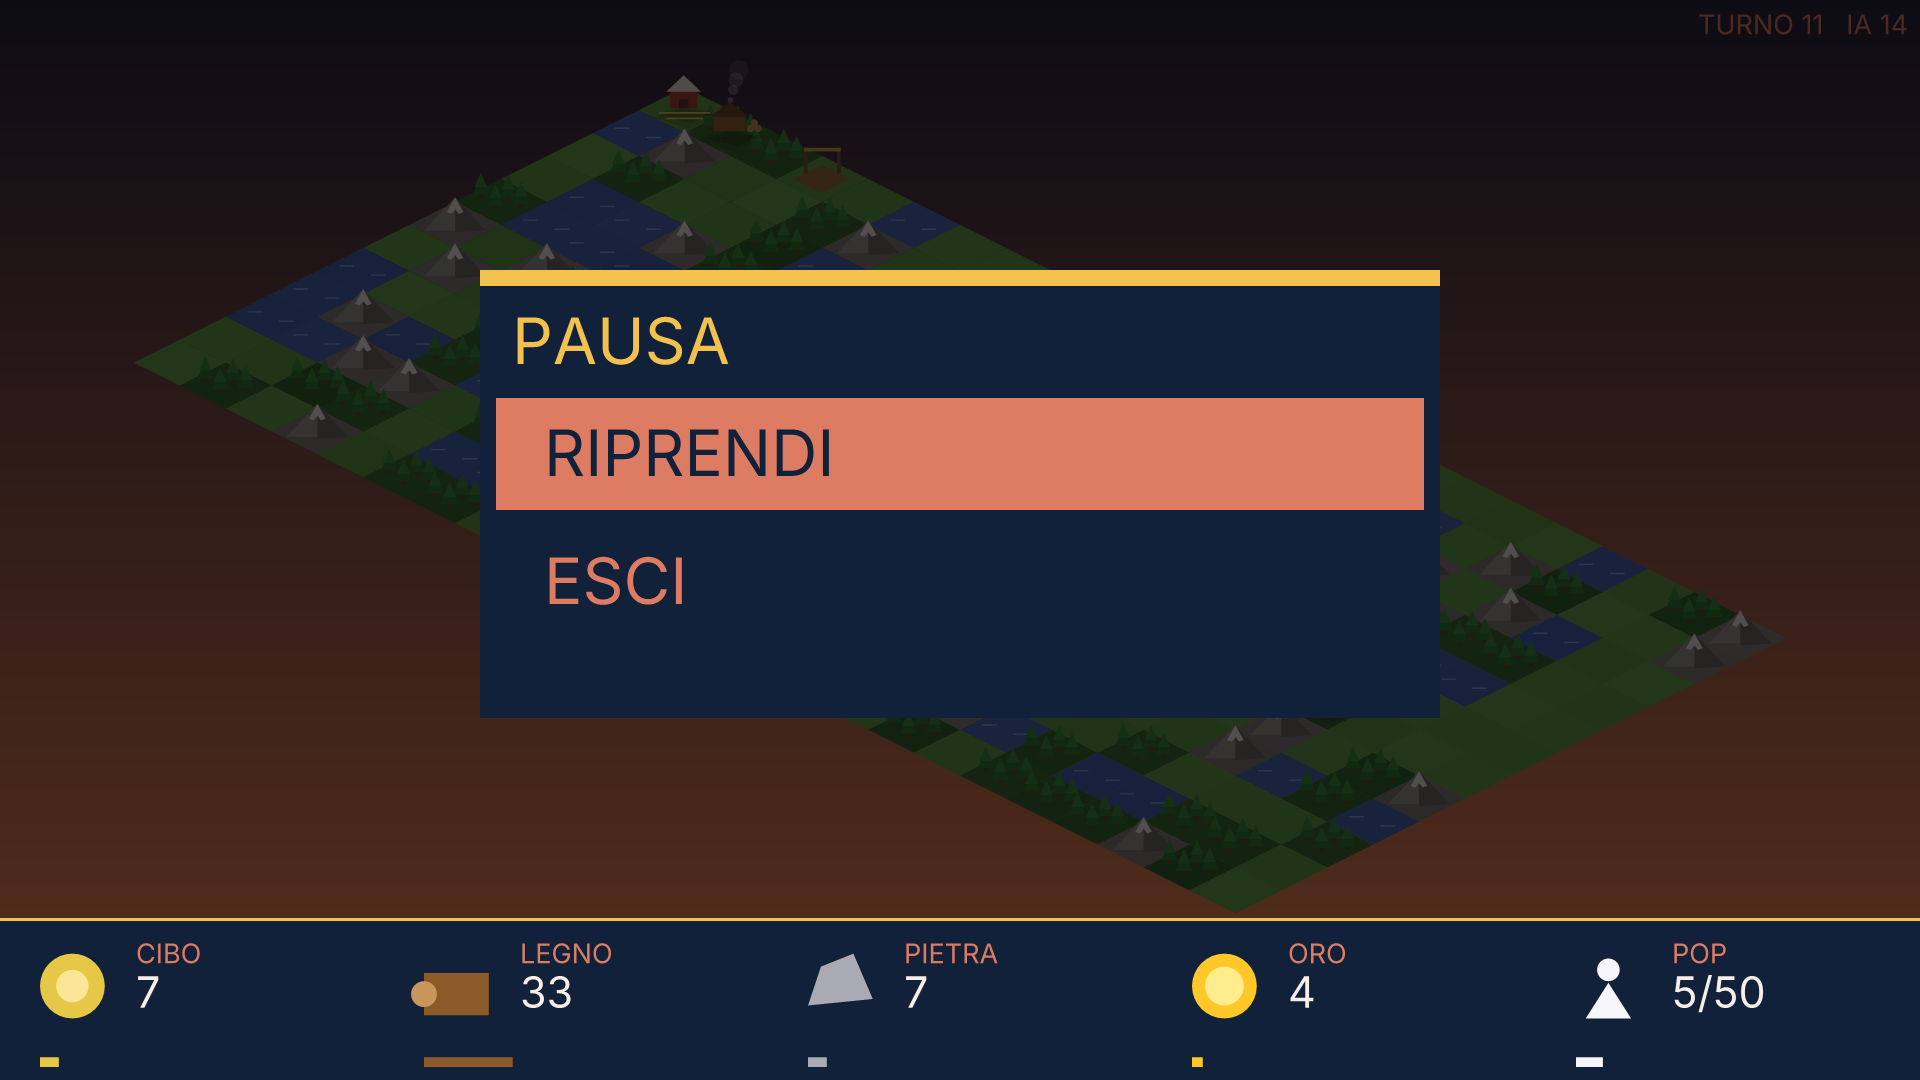 TURNO 11 IA 14
PAUSA
RIPRENDI
ESCI
CIBO LEGNO PIETRA ORO POP
7 33 7 4 5/50